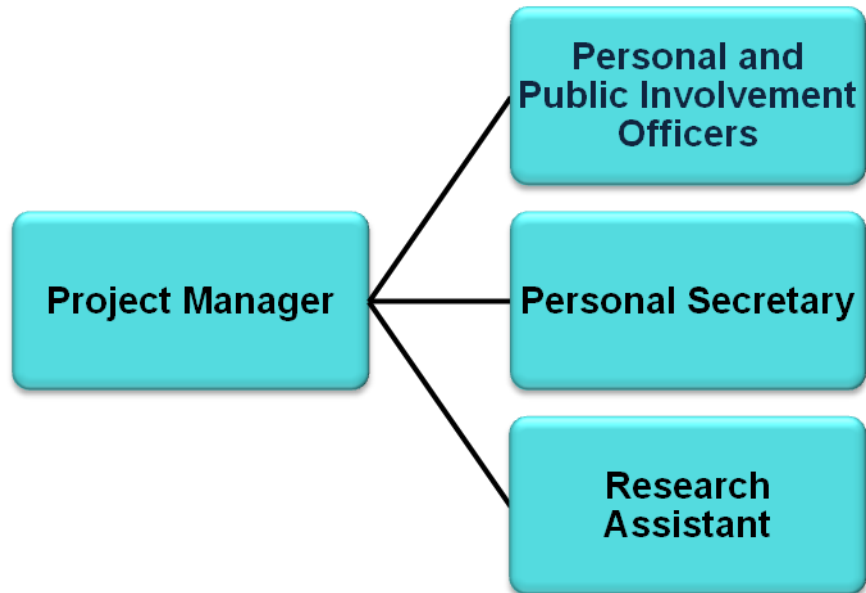 Personal and
Public Involvement
Officers
Project Manager
Personal Secretary
Research
Assistant